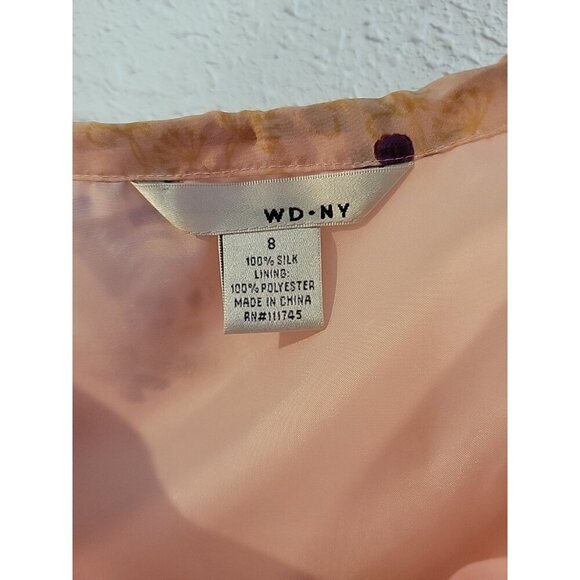 WD·NY
8
100% SILK
LINING:
100% POLYESTER
MADE IN CHINA
RN#111745